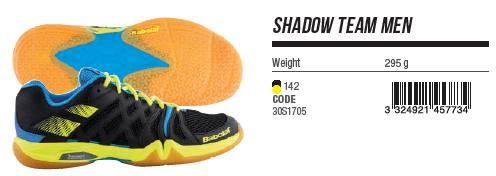 SHADOW TEAM MEN
Weight 295 g
142
CODE
30S1705
3 324921 457734
Babolat
Babolat